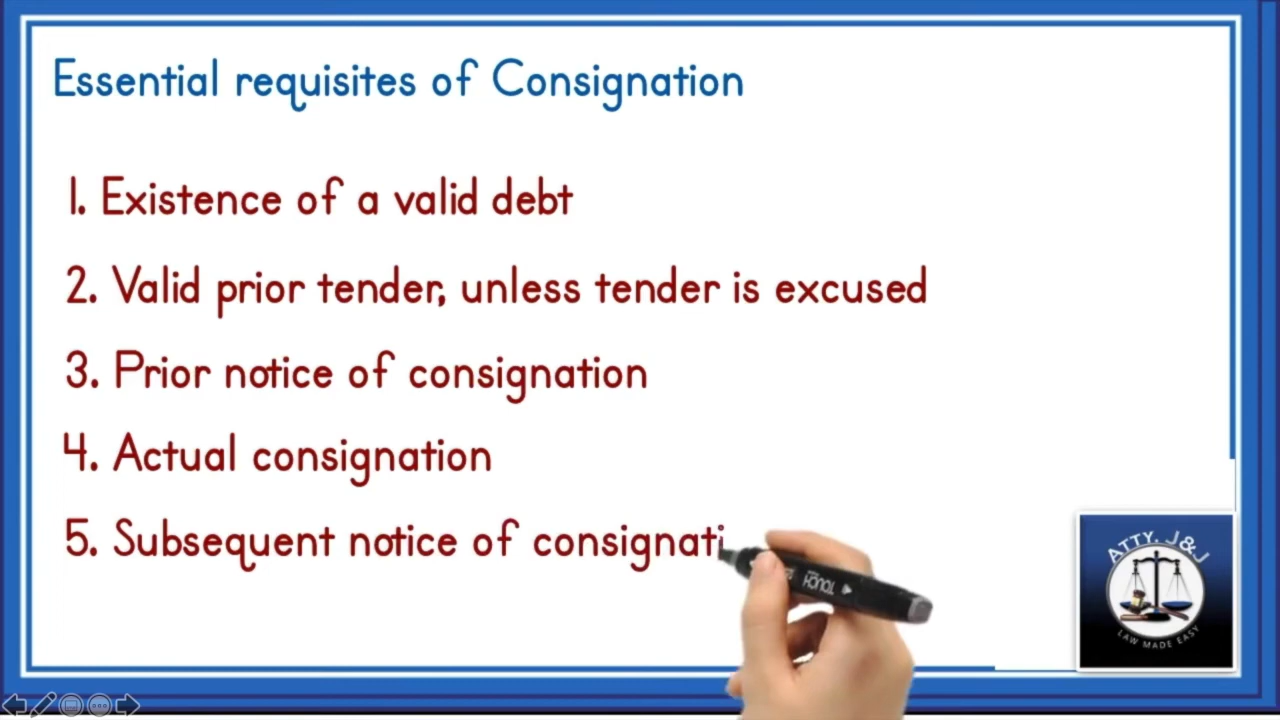 Essential requisites of Consignation
1. Existence of a valid debt
2. Valid prior tender, unless tender is excused
3. Prior notice of consignation
4. Actual consignation
5. Subsequent notice of consignati
TOUCH
ATTY. J&J
LAW MADE EASY